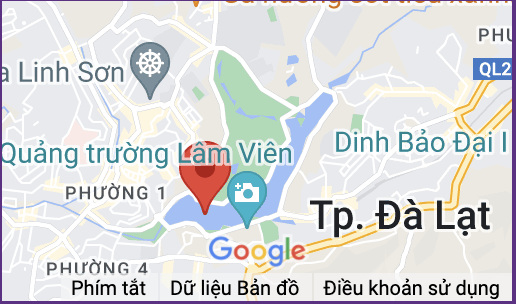 PHƯ
a Linh Sơn
QL2
Dinh Bảo Đại I
Quảng trường Lâm Viên
PHƯỜNG 1
Tp. Đà Lạt
Google
PHƯỜNG 4
Phím tắt
Dữ liệu Bản đồ
Điều khoản sử dụng